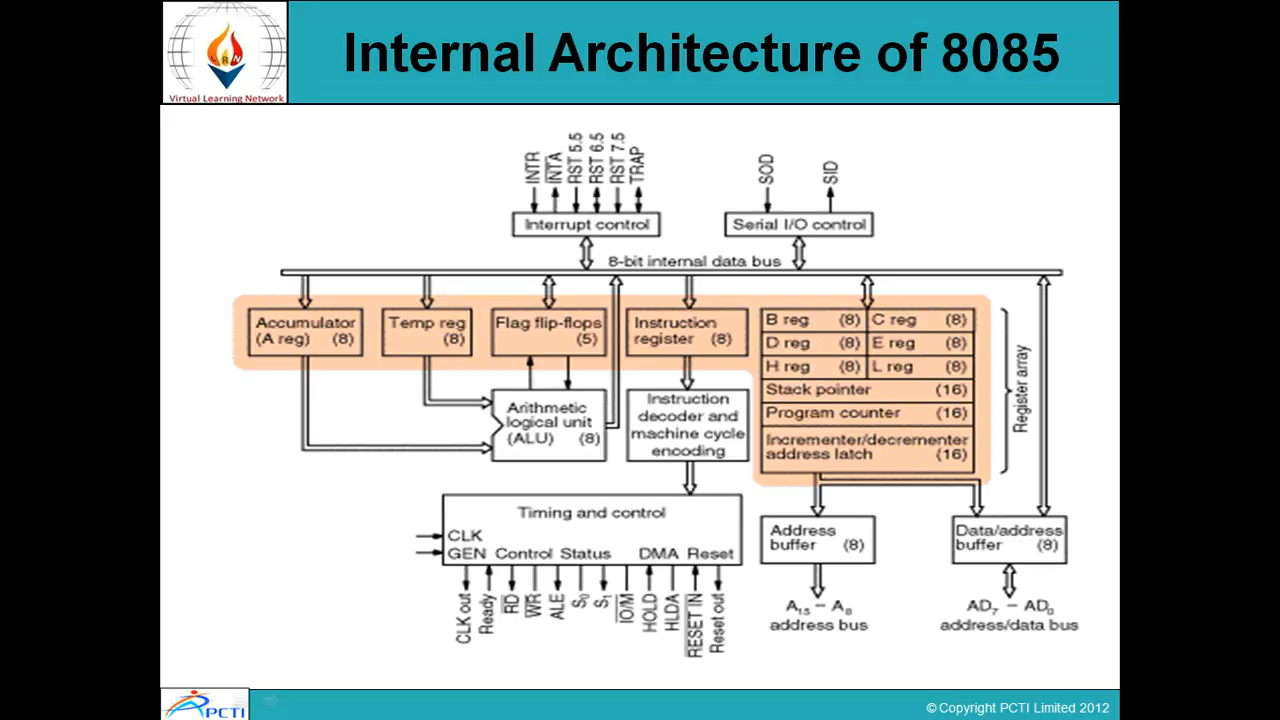 Internal Architecture of 8085
LRN
Virtual Learning Network
INTR
INTA
RST 5.5
RST 6.5
RST 7.5
TRAP
SOD
SID
Interrupt control
Serial I/O control
8-bit internal data bus
Accumulator
(A reg) (8)
Temp reg
(8)
Flag flip-flops
(5)
Instruction
register (8)
B reg (8) C reg (8)
D reg (8) E reg (8)
H reg (8) L reg (8)
Stack pointer (16)
Program counter (16)
Incrementer/decrementer
address latch (16)
Register array
Arithmetic
logical unit
(ALU) (8)
Instruction
decoder and
machine cycle
encoding
Timing and control
CLK
GEN Control Status DMA Reset
Address
buffer (8)
Data/address
buffer (8)
CLK out
Ready
RD
WR
ALE
S0
S1
IO/M
HOLD
HLDA
RESET IN
Reset out
A15 – A8
address bus
AD7 – AD0
address/data bus
PCTI
© Copyright PCTI Limited 2012